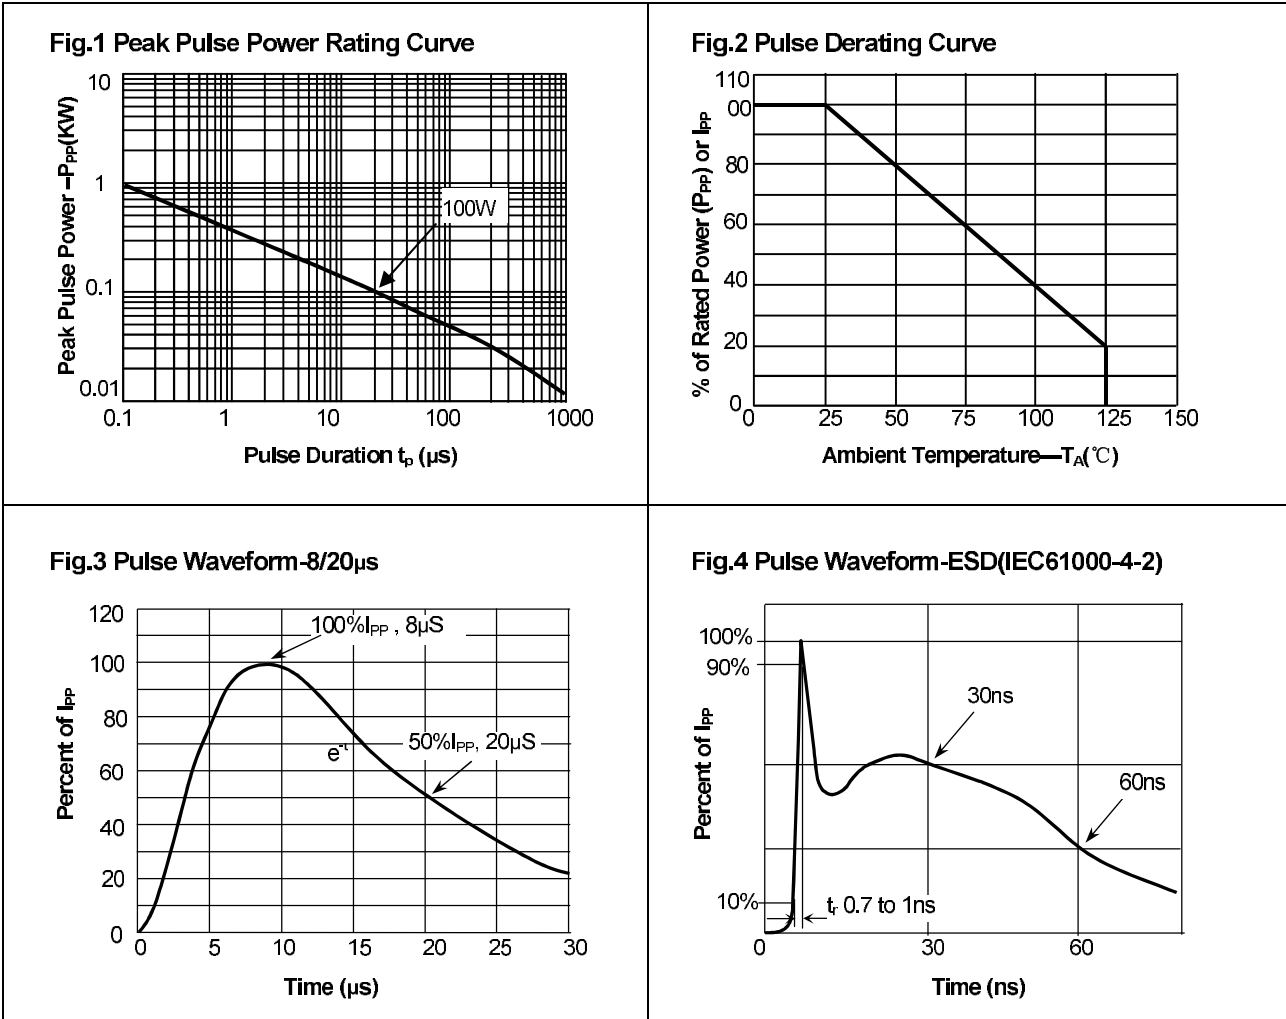 Fig.1 Peak Pulse Power Rating Curve
Peak Pulse Power –PPP(KW)
10
1
0.1
0.01
100W
0.1 1 10 100 1000
Pulse Duration tp (µs)
Fig.2 Pulse Derating Curve
% of Rated Power (PPP) or IPP
110
00
80
60
40
20
0
0 25 50 75 100 125 150
Ambient Temperature—TA(℃)
Fig.3 Pulse Waveform-8/20µs
Percent of IPP
120
100
80
60
40
20
0
100%IPP , 8µS
e-t
50%IPP, 20µS
0 5 10 15 20 25 30
Time (µs)
Fig.4 Pulse Waveform-ESD(IEC61000-4-2)
Percent of IPP
100%
90%
10%
30ns
60ns
tr 0.7 to 1ns
0 30 60
Time (ns)